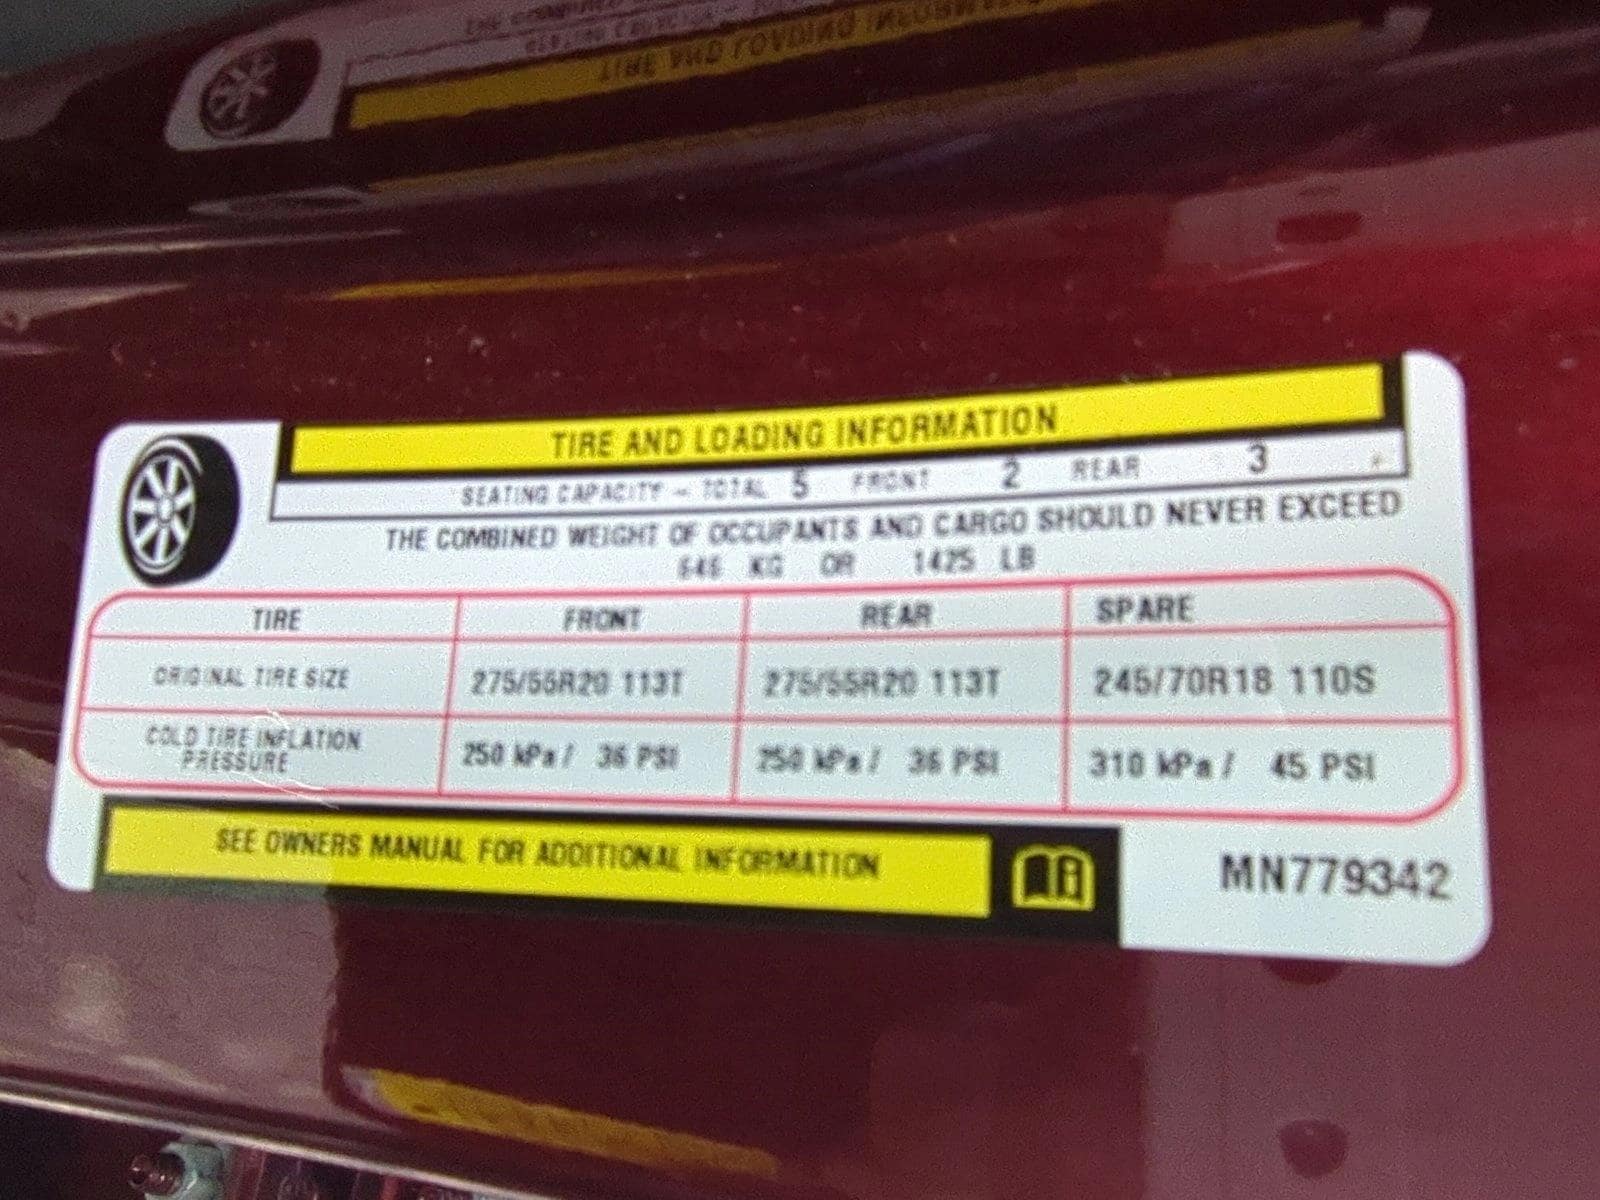 TIRE AND LOADING INFORMATION
SEATING CAPACITY - TOTAL 5 FRONT 2 REAR 3
THE COMBINED WEIGHT OF OCCUPANTS AND CARGO SHOULD NEVER EXCEED
646 KG OR 1425 LB
TIRE FRONT REAR SPARE
ORIGINAL TIRE SIZE 275/55R20 113T 275/55R20 113T 245/70R18 110S
COLD TIRE INFLATION
PRESSURE 250 kPa / 36 PSI 250 kPa / 36 PSI 310 kPa / 45 PSI
SEE OWNERS MANUAL FOR ADDITIONAL INFORMATION
MN779342